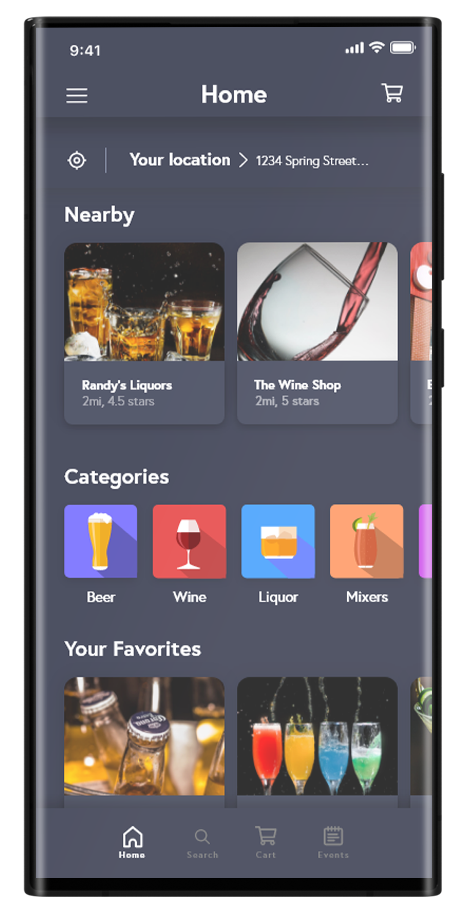 9:41
Home
Your location > 1234 Spring Street...
Nearby
Randy's Liquors
The Wine Shop
2mi, 4.5 stars
2mi, 5 stars
Categories
Beer
Wine
Liquor
Mixers
Your Favorites
Corona
Home
Search
Cart
Events